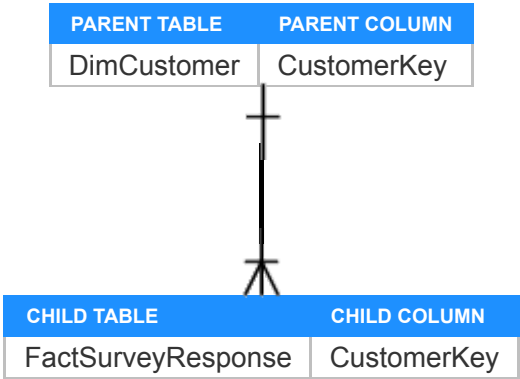 PARENT TABLE PARENT COLUMN
DimCustomer CustomerKey
CHILD TABLE CHILD COLUMN
FactSurveyResponse CustomerKey